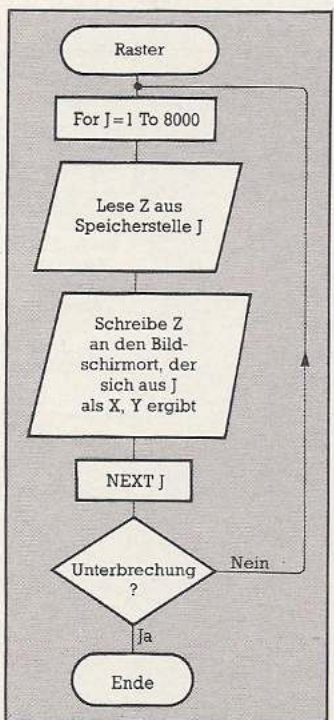 Raster
For J=1 To 8000
Lese Z aus
Speicherstelle J
Schreibe Z
an den Bild-
schirmort, der
sich aus J
als X, Y ergibt
NEXT J
Unterbrechung
?
Nein
Ja
Ende